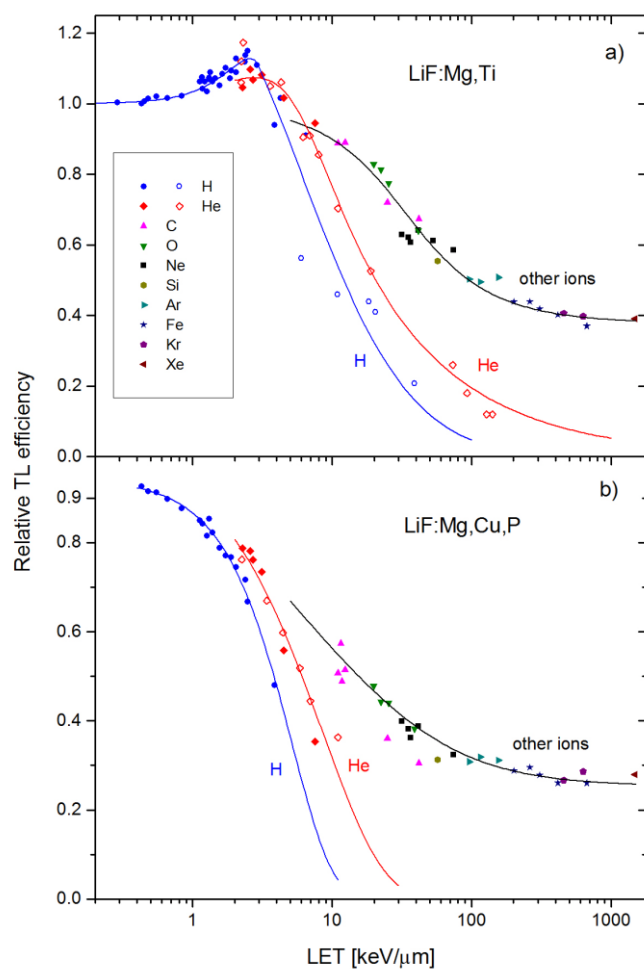 a)
LiF:Mg,Ti
1.2
1.0
0.8
0.6
0.4
0.2
0.0
H
He
C
O
Ne
Si
Ar
Fe
Kr
Xe
other ions
H
He
Relative TL efficiency
b)
LiF:Mg,Cu,P
0.9
0.8
0.6
0.4
0.2
0.0
other ions
H
He
1
10
100
1000
LET [keV/μm]